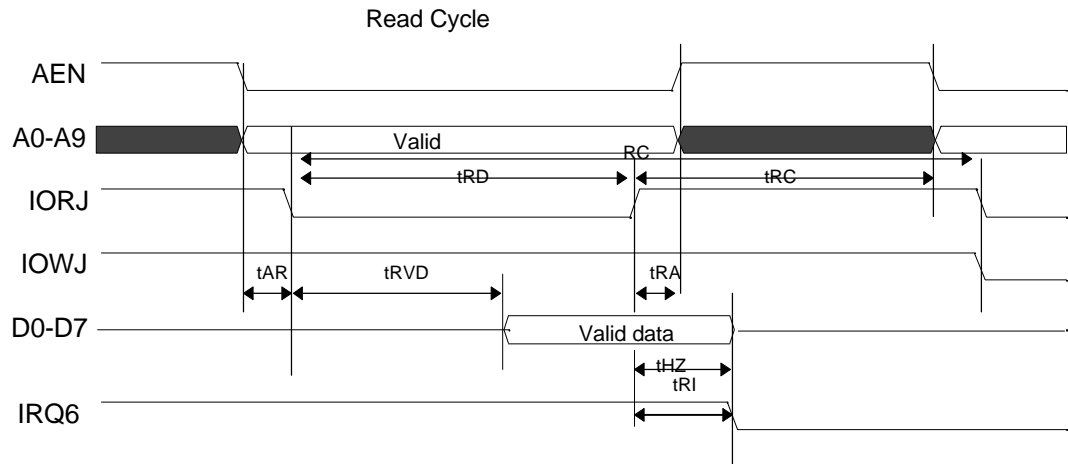 Read Cycle
AEN
A0-A9
Valid
RC
tRD
tRC
IORJ
IOWJ
tAR
tRVD
tRA
D0-D7
Valid data
tHZ
tRI
IRQ6